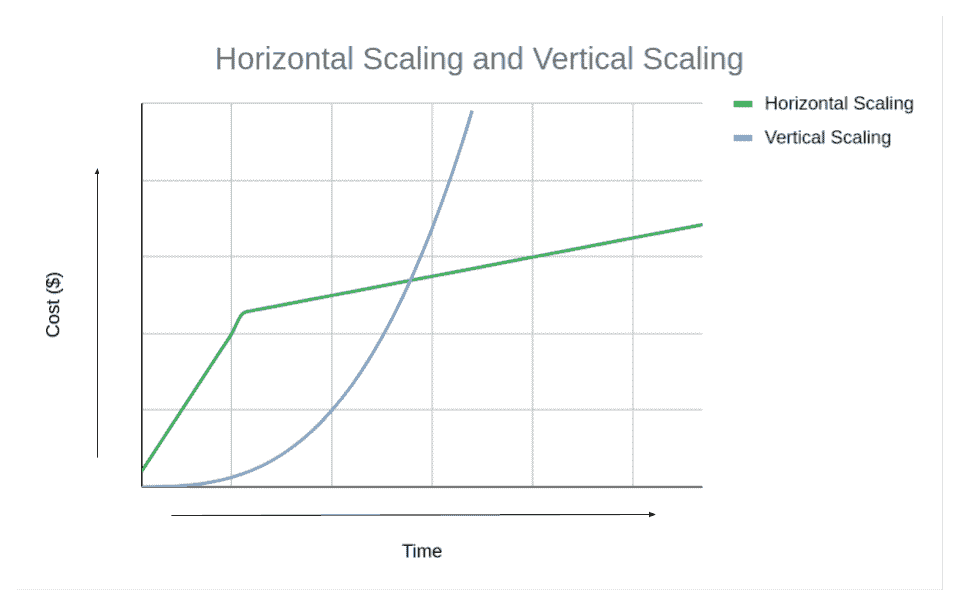 Horizontal Scaling and Vertical Scaling
Horizontal Scaling
Vertical Scaling
Cost ($)
Time